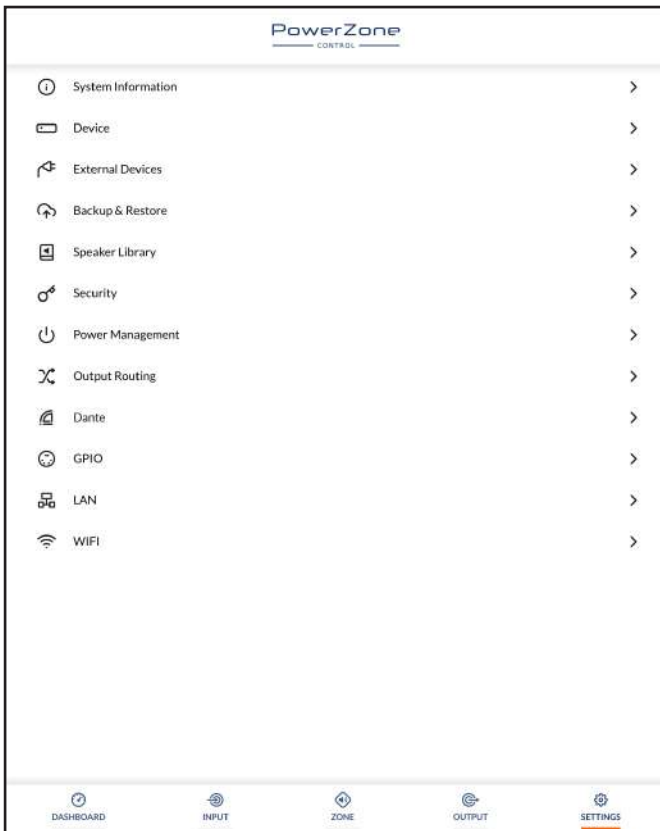 PowerZone
CONTROL
System Information
Device
External Devices
Backup & Restore
Speaker Library
Security
Power Management
Output Routing
Dante
GPIO
LAN
WIFI
DASHBOARD INPUT ZONE OUTPUT SETTINGS